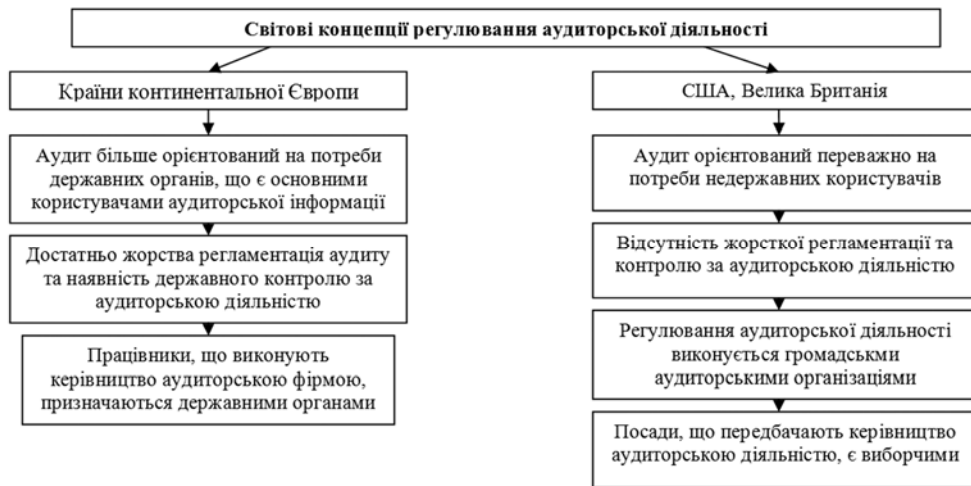 Світові концепції регулювання аудиторської діяльності
Країни континентальної Європи
Аудит більше орієнтований на потреби
державних органів, що є основними
користувачами аудиторської інформації
Достатньо жорства регламентація аудиту
та наявність державного контролю за
аудиторською діяльністю
Працівники, що виконують
керівництво аудиторською фірмою,
призначаються державними органами
США, Велика Британія
Аудит орієнтований переважно на
потреби недержавних користувачів
Відсутність жорсткої регламентації та
контролю за аудиторською діяльністю
Регулювання аудиторської діяльності
виконується громадськми
аудиторськими організаціями
Посади, що передбачають керівництво
аудиторською діяльністю, є виборчими